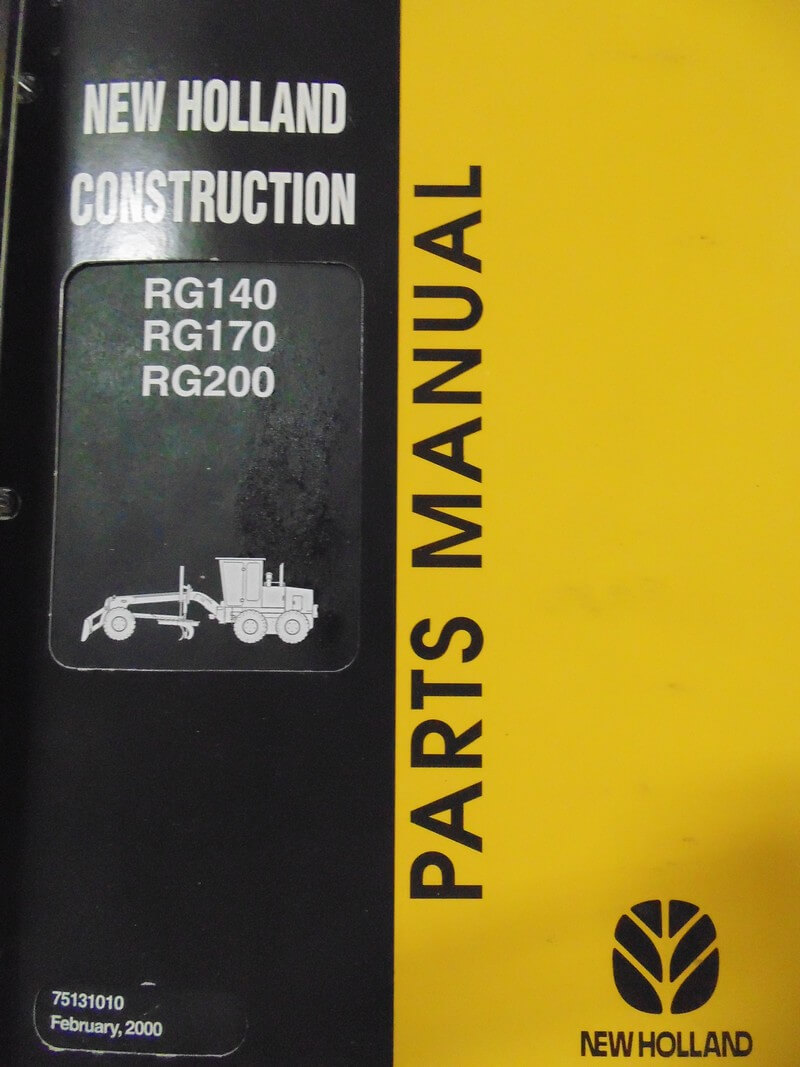 NEW HOLLAND
CONSTRUCTION
RG140
RG170
RG200
PARTS MANUAL
75131010
February, 2000
NEW HOLLAND